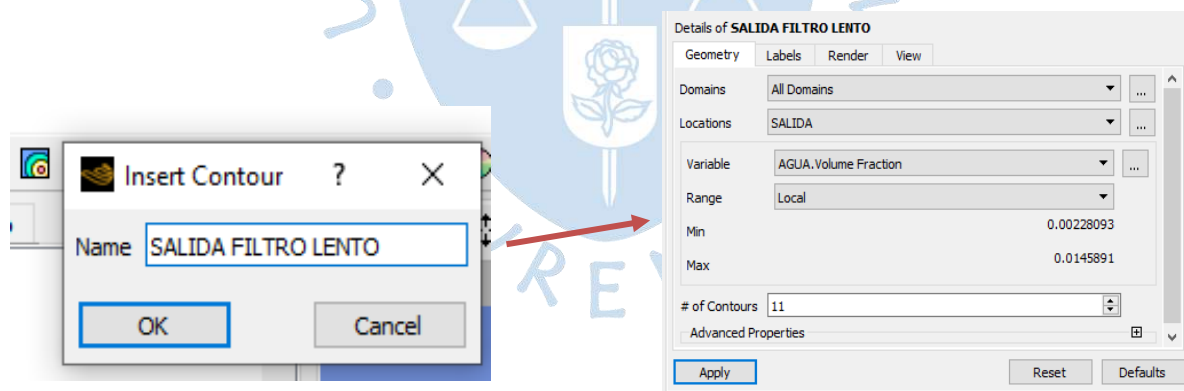 Insert Contour ? X
Name SALIDA FILTRO LENTO
OK Cancel
Details of SALIDA FILTRO LENTO
Geometry Labels Render View
Domains All Domains ...
Locations SALIDA ...
Variable AGUA.Volume Fraction ...
Range Local
Min 0.00228093
Max 0.0145891
# of Contours 11
Advanced Properties
Apply Reset Defaults
R E